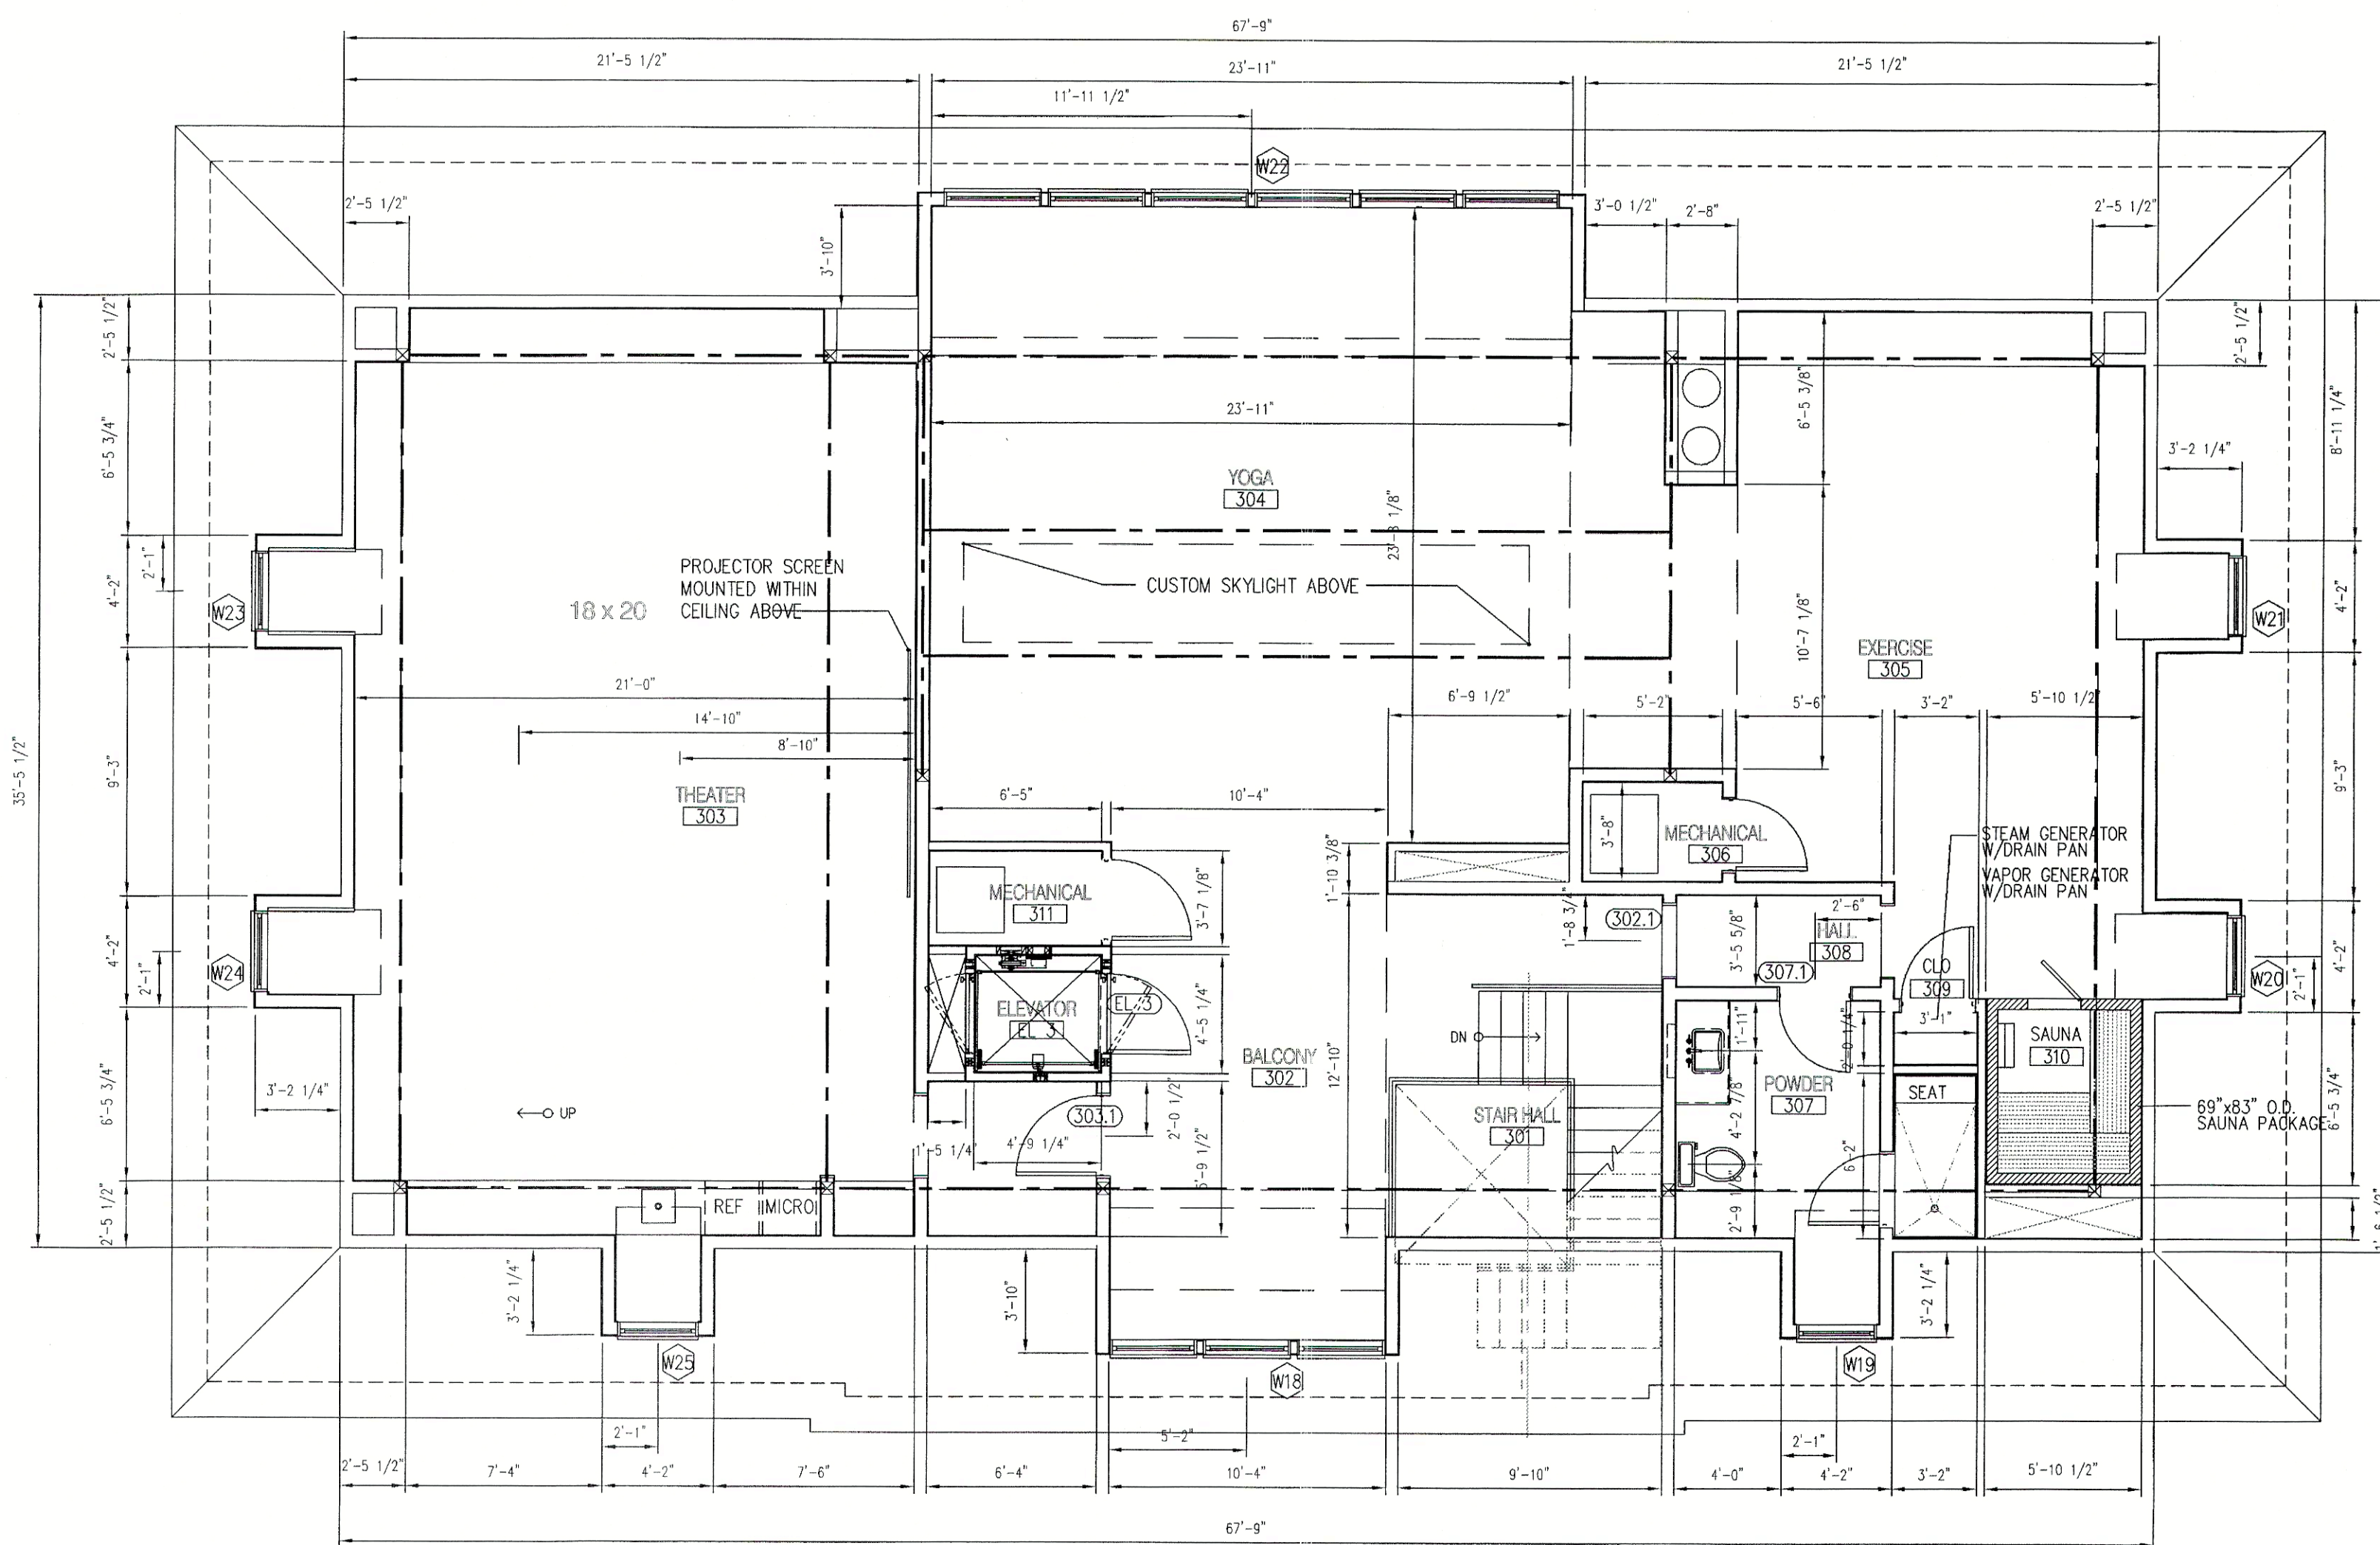 67'-9"
21'-5 1/2"
23'-11"
21'-5 1/2"
11'-11 1/2"
W22
2'-5 1/2"
3'-10"
3'-0 1/2"
2'-8"
2'-5 1/2"
2'-5 1/2"
2'-5 1/2"
6'-5 3/4"
23'-11"
6'-5 3/8"
8'-11 1/4"
3'-2 1/4"
YOGA
304
2'-1"
4'-2"
W23
18 x 20
PROJECTOR SCREEN
MOUNTED WITHIN
CEILING ABOVE
CUSTOM SKYLIGHT ABOVE
10'-7 1/8"
4'-2"
W21
EXERCISE
305
21'-0"
14'-10"
8'-10"
6'-9 1/2"
5'-2"
5'-6"
3'-2"
5'-10 1/2"
35'-5 1/2"
9'-3"
9'-3"
THEATER
303
6'-5"
10'-4"
3'-8"
MECHANICAL
306
STEAM GENERATOR
W/DRAIN PAN
VAPOR GENERATOR
W/DRAIN PAN
MECHANICAL
311
3'-7 1/8"
1'-10 3/8"
1'-8 3/4"
302.1
2'-6"
3'-5 5/8"
HALL
308
307.1
CLO
309
4'-2"
2'-1"
W24
4'-2"
2'-1"
W20
ELEVATOR
EL 3
EL.3
4'-5 1/4"
BALCONY
302
12'-10"
DN
1'-11"
2'-0 1/4"
3'-1"
SAUNA
310
3'-2 1/4"
6'-5 3/4"
UP
303.1
2'-0 1/2"
STAIR HALL
301
4'-2 7/8"
POWDER
307
SEAT
69"x83" O.D.
SAUNA PACKAGE
6'-5 3/4"
1'-5 1/4"
4'-9 1/4"
6'-2"
2'-9 1/8"
2'-5 1/2"
REF
MICRO
3'-2 1/4"
3'-10"
3'-2 1/4"
W25
W18
W19
2'-1"
5'-2"
2'-1"
2'-5 1/2"
7'-4"
4'-2"
7'-6"
6'-4"
10'-4"
9'-10"
4'-0"
4'-2"
3'-2"
5'-10 1/2"
67'-9"